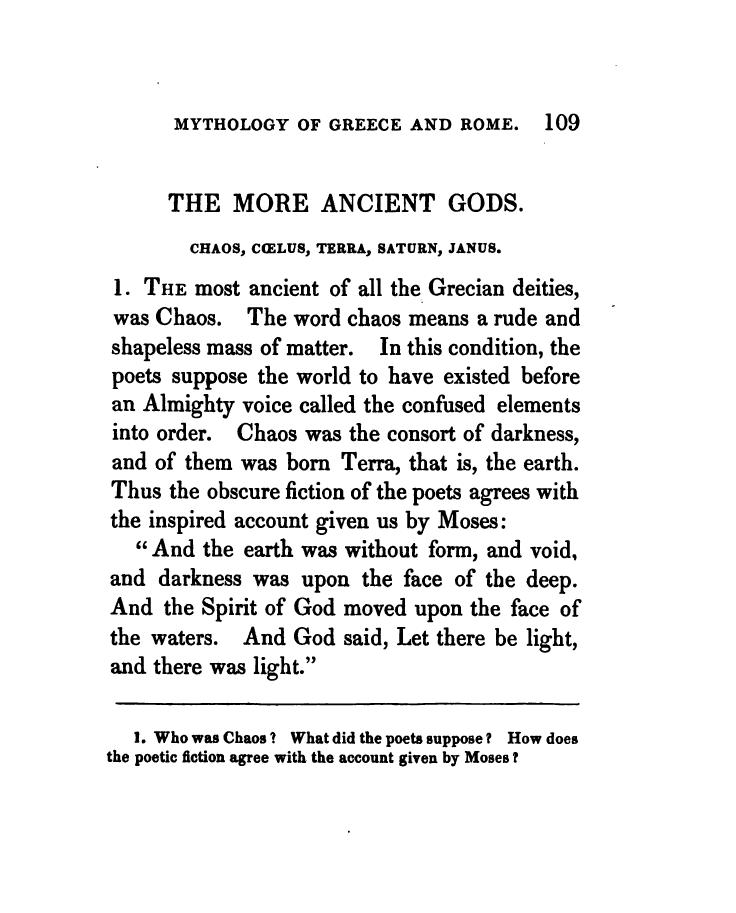 MYTHOLOGY OF GREECE AND ROME. 109
THE MORE ANCIENT GODS.
CHAOS, CŒLUS, TERRA, SATURN, JANUS.
1. THE most ancient of all the Grecian deities,
was Chaos. The word chaos means a rude and
shapeless mass of matter. In this condition, the
poets suppose the world to have existed before
an Almighty voice called the confused elements
into order. Chaos was the consort of darkness,
and of them was born Terra, that is, the earth.
Thus the obscure fiction of the poets agrees with
the inspired account given us by Moses:
“And the earth was without form, and void,
and darkness was upon the face of the deep.
And the Spirit of God moved upon the face of
the waters. And God said, Let there be light,
and there was light.”
1. Who was Chaos? What did the poets suppose? How does
the poetic fiction agree with the account given by Moses?